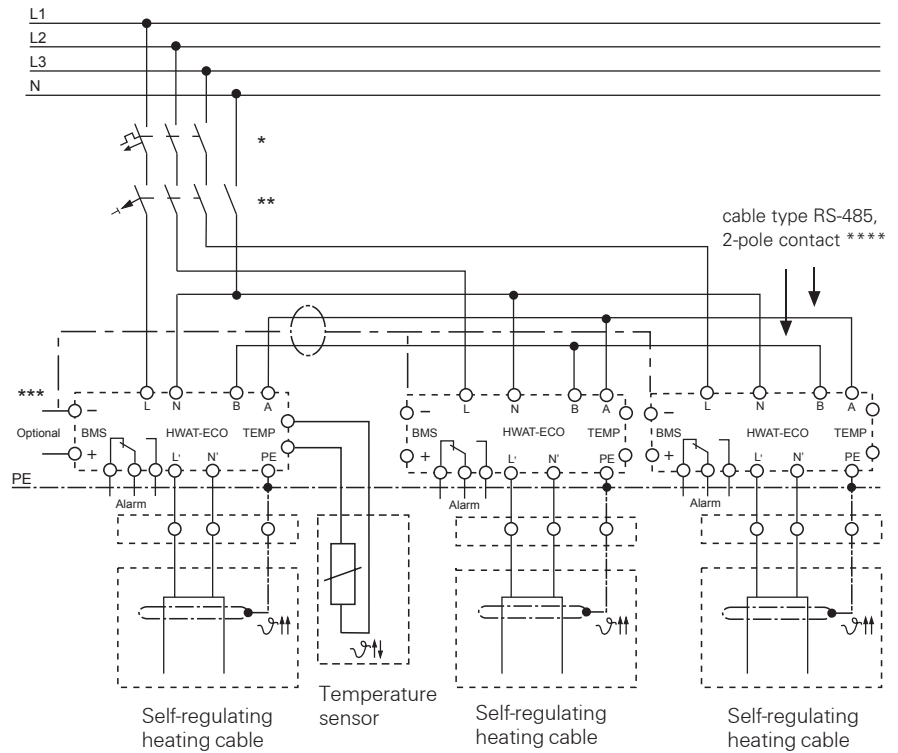 L1
L2
L3
N
*
**
cable type RS-485,
2-pole contact ****
***
Optional
L N B A
– BMS HWAT-ECO TEMP
+
L' N' PE
Alarm
L N B A
– BMS HWAT-ECO TEMP
+
L' N' PE
Alarm
L N B A
– BMS HWAT-ECO TEMP
+
L' N' PE
Alarm
PE
ϑ
ϑ
ϑ
ϑ
Self-regulating
heating cable
Temperature
sensor
Self-regulating
heating cable
Self-regulating
heating cable